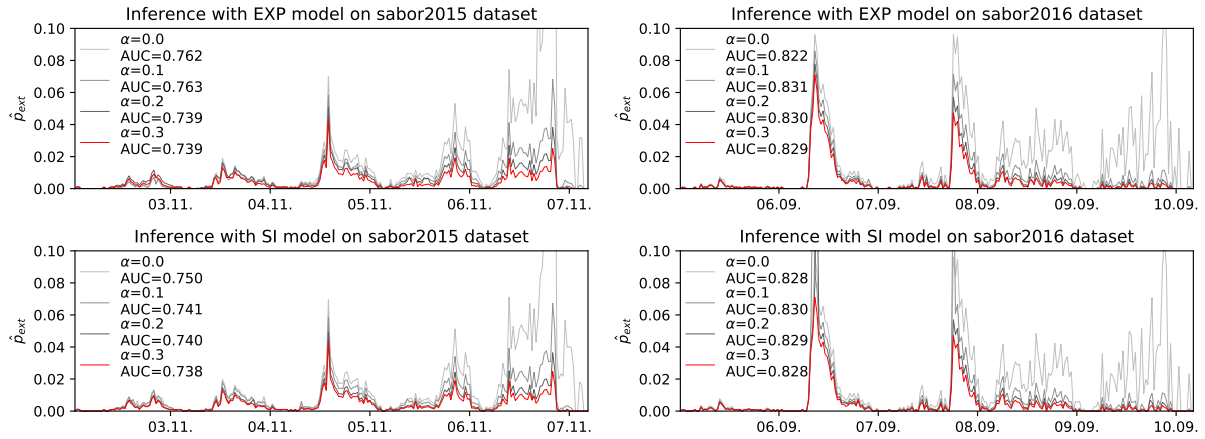 Inference with EXP model on sabor2015 dataset
0.10
0.08
0.06
0.04
0.02
0.00
p̂ext
α=0.0
AUC=0.762
α=0.1
AUC=0.763
α=0.2
AUC=0.739
α=0.3
AUC=0.739
03.11. 04.11. 05.11. 06.11. 07.11.
Inference with EXP model on sabor2016 dataset
0.10
0.08
0.06
0.04
0.02
0.00
p̂ext
α=0.0
AUC=0.822
α=0.1
AUC=0.831
α=0.2
AUC=0.830
α=0.3
AUC=0.829
06.09. 07.09. 08.09. 09.09. 10.09.
Inference with SI model on sabor2015 dataset
0.10
0.08
0.06
0.04
0.02
0.00
p̂ext
α=0.0
AUC=0.750
α=0.1
AUC=0.741
α=0.2
AUC=0.740
α=0.3
AUC=0.738
03.11. 04.11. 05.11. 06.11. 07.11.
Inference with SI model on sabor2016 dataset
0.10
0.08
0.06
0.04
0.02
0.00
p̂ext
α=0.0
AUC=0.828
α=0.1
AUC=0.830
α=0.2
AUC=0.829
α=0.3
AUC=0.828
06.09. 07.09. 08.09. 09.09. 10.09.